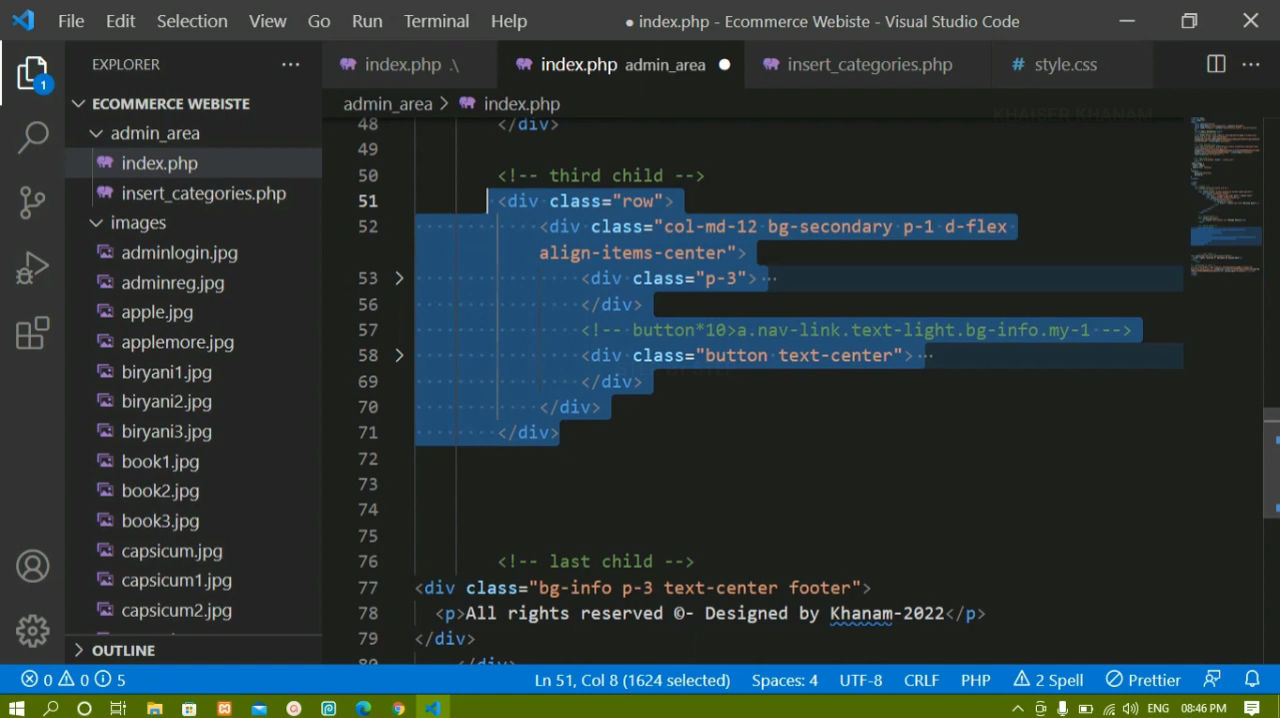 File Edit Selection View Go Run Terminal Help ● index.php - Ecommerce Webiste - Visual Studio Code
EXPLORER ···
index.php .\ index.php admin_area ● insert_categories.php # style.css ···
1
ECOMMERCE WEBISTE
admin_area > index.php
KHAISER KHANAM
admin_area
index.php
insert_categories.php
images
adminlogin.jpg
adminreg.jpg
apple.jpg
applemore.jpg
biryani1.jpg
biryani2.jpg
biryani3.jpg
book1.jpg
book2.jpg
book3.jpg
capsicum.jpg
capsicum1.jpg
capsicum2.jpg
OUTLINE
48 </div>
49
50 <!-- third child -->
51 <div class="row">
52 <div class="col-md-12 bg-secondary p-1 d-flex
align-items-center">
53 <div class="p-3">···
56 </div>
57 <!-- button*10>a.nav-link.text-light.bg-info.my-1 -->
58 <div class="button text-center">···
69 </div>
70 </div>
71 </div>
72
73
74
75
76 <!-- last child -->
77 <div class="bg-info p-3 text-center footer">
78 <p>All rights reserved ©- Designed by Khanam-2022</p>
79 </div>
80 </div>
0 0 5 Ln 51, Col 8 (1624 selected) Spaces: 4 UTF-8 CRLF PHP 2 Spell Prettier
ENG 08:46 PM